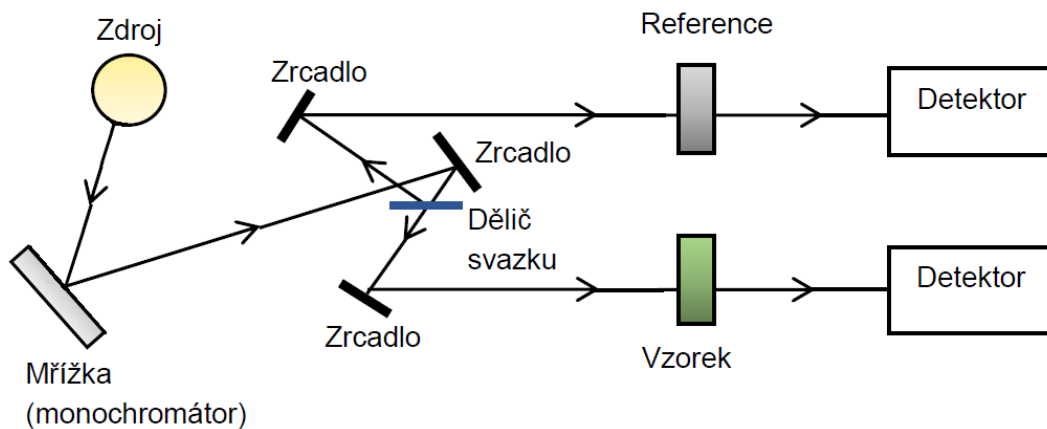 Zdroj
Reference
Zrcadlo
Detektor
Zrcadlo
Dělič
svazku
Detektor
Zrcadlo
Vzorek
Mřížka
(monochromátor)